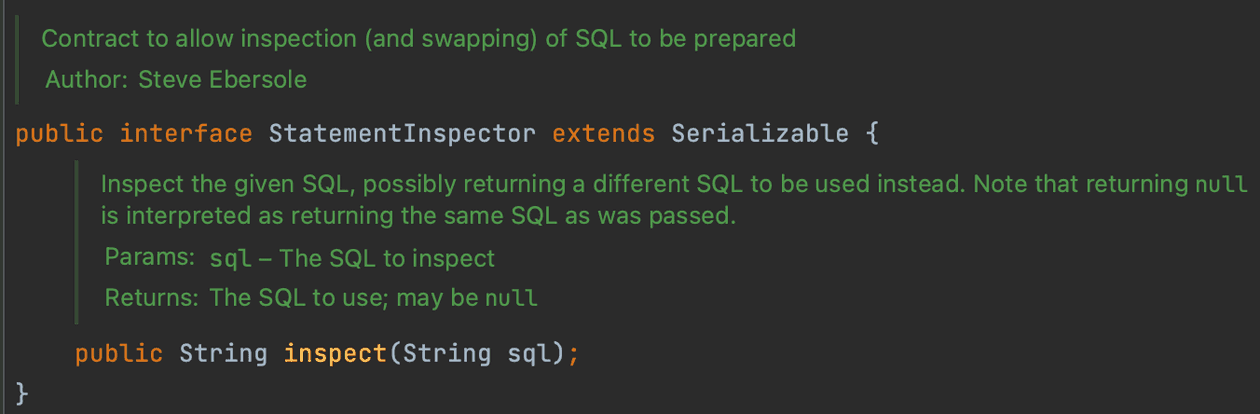 Contract to allow inspection (and swapping) of SQL to be prepared
Author: Steve Ebersole
public interface StatementInspector extends Serializable {
Inspect the given SQL, possibly returning a different SQL to be used instead. Note that returning null
is interpreted as returning the same SQL as was passed.
Params: sql – The SQL to inspect
Returns: The SQL to use; may be null
public String inspect(String sql);
}